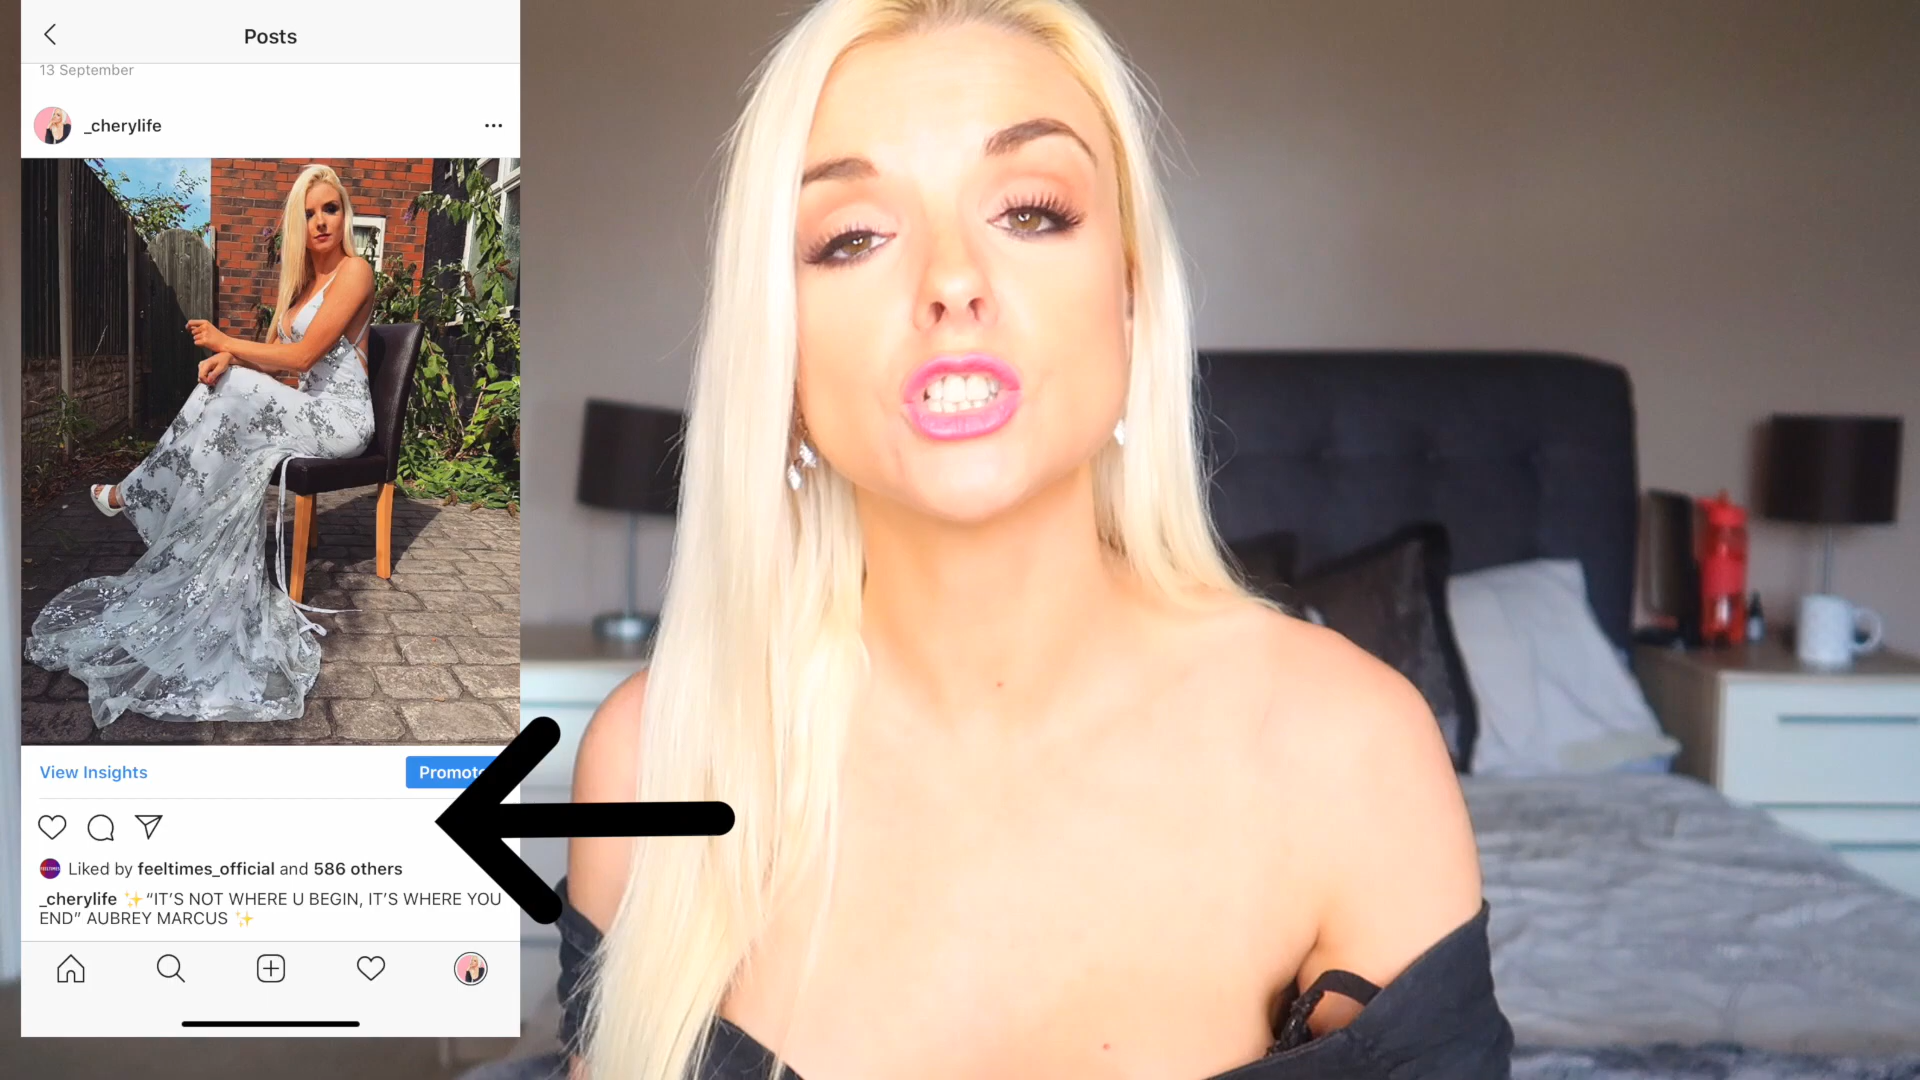 Posts
13 September
_cherylife
View Insights
Promote
Liked by feeltimes_official and 586 others
_cherylife ✨“IT’S NOT WHERE U BEGIN, IT’S WHERE YOU
END” AUBREY MARCUS ✨